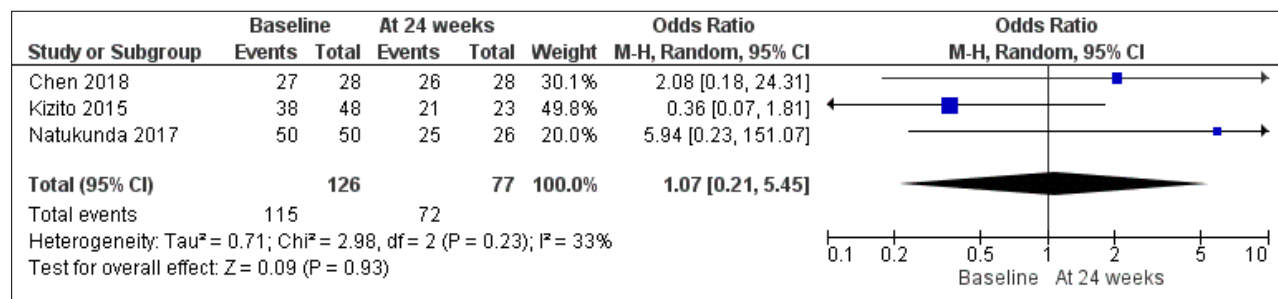 Baseline At 24 weeks Odds Ratio Odds Ratio
Study or Subgroup Events Total Events Total Weight M-H, Random, 95% CI M-H, Random, 95% CI
Chen 2018 27 28 26 28 30.1% 2.08 [0.18, 24.31]
Kizito 2015 38 48 21 23 49.8% 0.36 [0.07, 1.81]
Natukunda 2017 50 50 25 26 20.0% 5.94 [0.23, 151.07]
Total (95% CI) 126 77 100.0% 1.07 [0.21, 5.45]
Total events 115 72
Heterogeneity: Tau² = 0.71; Chi² = 2.98, df = 2 (P = 0.23); I² = 33%
Test for overall effect: Z = 0.09 (P = 0.93)
0.1 0.2 0.5 1 2 5 10
Baseline At 24 weeks